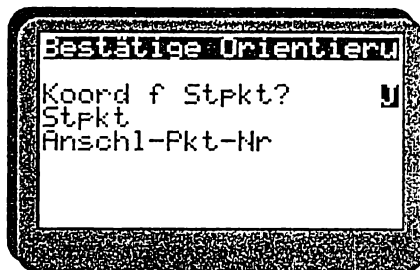 Bestätige Orientieru
Koord f Stpkt? J
Stpkt
Anschl-Pkt-Nr